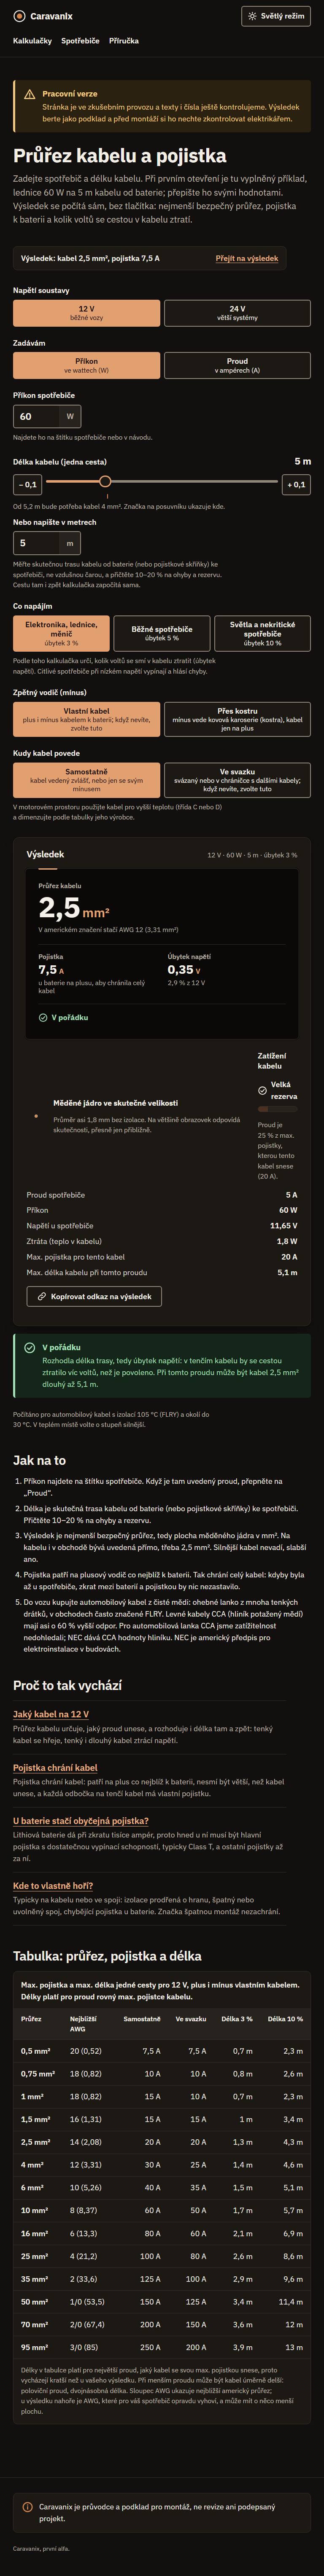 Caravanix
Světlý režim
Kalkulačky Spotřebiče Příručka
Pracovní verze
Stránka je ve zkušebním provozu a texty i čísla ještě kontrolujeme. Výsledek
berte jako podklad a před montáží si ho nechte zkontrolovat elektrikářem.
Průřez kabelu a pojistka
Zadejte spotřebič a délku kabelu. Při prvním otevření je tu vyplněný příklad,
lednice 60 W na 5 m kabelu od baterie; přepište ho svými hodnotami.
Výsledek se počítá sám, bez tlačítka: nejmenší bezpečný průřez, pojistka
k baterii a kolik voltů se cestou v kabelu ztratí.
Výsledek: kabel 2,5 mm², pojistka 7,5 A
Přejít na výsledek
Napětí soustavy
12 V
běžné vozy
24 V
větší systémy
Zadávám
Příkon
ve wattech (W)
Proud
v ampérech (A)
Příkon spotřebiče
60 W
Najdete ho na štítku spotřebiče nebo v návodu.
Délka kabelu (jedna cesta) 5 m
− 0,1
+ 0,1
Od 5,2 m bude potřeba kabel 4 mm². Značka na posuvníku ukazuje kde.
Nebo napište v metrech
5 m
Měřte skutečnou trasu kabelu od baterie (nebo pojistkové skříňky) ke
spotřebiči, ne vzdušnou čarou, a přičtěte 10–20 % na ohyby a rezervu.
Cestu tam i zpět kalkulačka započítá sama.
Co napájím
Elektronika, lednice,
měnič
úbytek 3 %
Běžné spotřebiče
úbytek 5 %
Světla a nekritické
spotřebiče
úbytek 10 %
Podle toho kalkulačka určí, kolik voltů se smí v kabelu ztratit (úbytek
napětí). Citlivé spotřebiče při nízkém napětí vypínají a hlásí chyby.
Zpětný vodič (mínus)
Vlastní kabel
plus i mínus kabelem k baterii; když nevíte,
zvolte tuto
Přes kostru
mínus vede kovová karoserie (kostra), kabel
jen na plus
Kudy kabel povede
Samostatně
kabel vedený zvlášť, nebo jen se svým
mínusem
Ve svazku
svázaný nebo v chráničce s dalšími kabely;
když nevíte, zvolte tuto
V motorovém prostoru použijte kabel pro vyšší teplotu (třída C nebo D)
a dimenzujte podle tabulky jeho výrobce.
Výsledek
12 V · 60 W · 5 m · úbytek 3 %
Průřez kabelu
2,5 mm²
V americkém značení stačí AWG 12 (3,31 mm²)
Pojistka
7,5 A
u baterie na plusu, aby chránila celý
kabel
Úbytek napětí
0,35 V
2,9 % z 12 V
V pořádku
Měděné jádro ve skutečné velikosti
Průměr asi 1,8 mm bez izolace. Na většině obrazovek odpovídá
skutečnosti, přesně jen přibližně.
Zatížení
kabelu
Velká
rezerva
Proud je
25 % z max.
pojistky,
kterou tento
kabel snese
(20 A).
Proud spotřebiče 5 A
Příkon 60 W
Napětí u spotřebiče 11,65 V
Ztráta (teplo v kabelu) 1,8 W
Max. pojistka pro tento kabel 20 A
Max. délka kabelu při tomto proudu 5,1 m
Kopírovat odkaz na výsledek
V pořádku
Rozhodla délka trasy, tedy úbytek napětí: v tenčím kabelu by se cestou
ztratilo víc voltů, než je povoleno. Při tomto proudu může být kabel 2,5 mm²
dlouhý až 5,1 m.
Počítáno pro automobilový kabel s izolací 105 °C (FLRY) a okolí do
30 °C. V teplém místě volte o stupeň silnější.
Jak na to
1. Příkon najdete na štítku spotřebiče. Když je tam uvedený proud, přepněte na
„Proud“.
2. Délka je skutečná trasa kabelu od baterie (nebo pojistkové skříňky) ke spotřebiči.
Přičtěte 10–20 % na ohyby a rezervu.
3. Výsledek je nejmenší bezpečný průřez, tedy plocha měděného jádra v mm². Na
kabelu i v obchodě bývá uvedená přímo, třeba 2,5 mm². Silnější kabel nevadí, slabší
ano.
4. Pojistka patří na plusový vodič co nejblíž k baterii. Tak chrání celý kabel: kdyby byla
až u spotřebiče, zkrat mezi baterií a pojistkou by nic nezastavilo.
5. Do vozu kupujte automobilový kabel z čisté mědi: ohebné lanko z mnoha tenkých
drátků, v obchodech často značené FLRY. Levné kabely CCA (hliník potažený mědí)
mají asi o 60 % vyšší odpor. Pro automobilová lanka CCA jsme zatížitelnost
nedohledali; NEC dává CCA hodnoty hliníku. NEC je americký předpis pro
elektroinstalace v budovách.
Proč to tak vychází
Jaký kabel na 12 V
Průřez kabelu určuje, jaký proud unese, a rozhoduje i délka tam a zpět: tenký
kabel se hřeje, tenký i dlouhý kabel ztrácí napětí.
Pojistka chrání kabel
Pojistka chrání kabel: patří na plus co nejblíž k baterii, nesmí být větší, než kabel
unese, a každá odbočka na tenčí kabel má vlastní pojistku.
U baterie stačí obyčejná pojistka?
Lithiová baterie dá při zkratu tisíce ampér, proto hned u ní musí být hlavní
pojistka s dostatečnou vypínací schopností, typicky Class T, a ostatní pojistky až
za ní.
Kde to vlastně hoří?
Typicky na kabelu nebo ve spoji: izolace prodřená o hranu, špatný nebo
uvolněný spoj, chybějící pojistka u baterie. Značka špatnou montáž nezachrání.
Tabulka: průřez, pojistka a délka
Max. pojistka a max. délka jedné cesty pro 12 V, plus i mínus vlastním kabelem.
Délky platí pro proud rovný max. pojistce kabelu.
Průřez Nejbližší AWG Samostatně Ve svazku Délka 3 % Délka 10 %
0,5 mm² 20 (0,52) 7,5 A 7,5 A 0,7 m 2,3 m
0,75 mm² 18 (0,82) 10 A 10 A 0,8 m 2,6 m
1 mm² 18 (0,82) 15 A 10 A 0,7 m 2,3 m
1,5 mm² 16 (1,31) 15 A 15 A 1 m 3,4 m
2,5 mm² 14 (2,08) 20 A 20 A 1,3 m 4,3 m
4 mm² 12 (3,31) 30 A 25 A 1,4 m 4,6 m
6 mm² 10 (5,26) 40 A 35 A 1,5 m 5,1 m
10 mm² 8 (8,37) 60 A 50 A 1,7 m 5,7 m
16 mm² 6 (13,3) 80 A 60 A 2,1 m 6,9 m
25 mm² 4 (21,2) 100 A 80 A 2,6 m 8,6 m
35 mm² 2 (33,6) 125 A 100 A 2,9 m 9,6 m
50 mm² 1/0 (53,5) 150 A 125 A 3,4 m 11,4 m
70 mm² 2/0 (67,4) 200 A 150 A 3,6 m 12 m
95 mm² 3/0 (85) 250 A 200 A 3,9 m 13 m
Délky v tabulce platí pro největší proud, jaký kabel se svou max. pojistkou snese, proto
vycházejí kratší než u vašeho výsledku. Při menším proudu může být kabel úměrně delší:
poloviční proud, dvojnásobná délka. Sloupec AWG ukazuje nejbližší americký průřez;
u výsledku nahoře je AWG, které pro váš spotřebič opravdu vyhoví, a může mít o něco menší
plochu.
Caravanix je průvodce a podklad pro montáž, ne revize ani podepsaný
projekt.
Caravanix, první alfa.